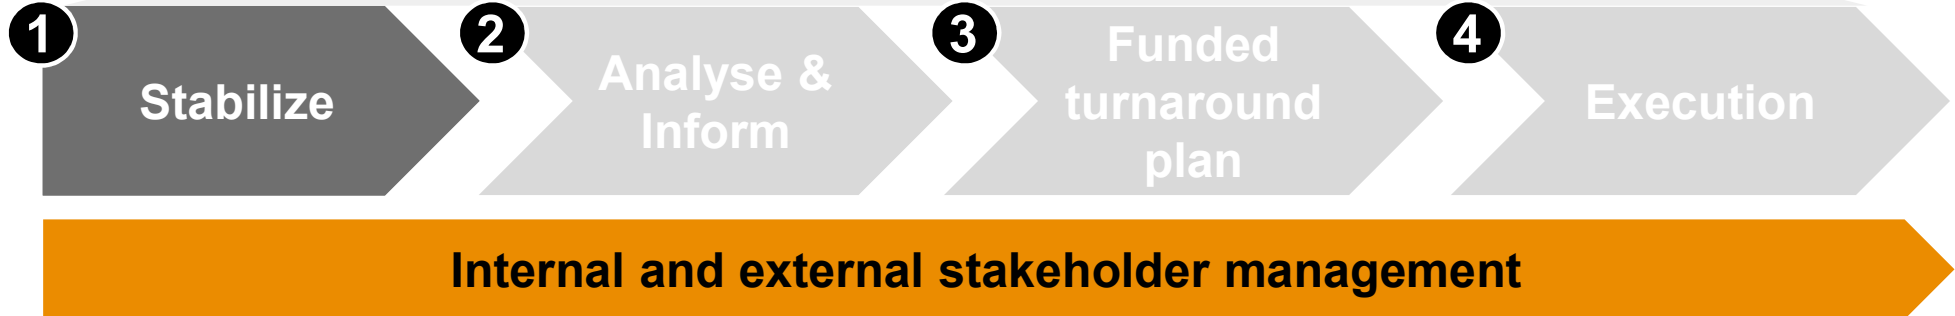 1
Stabilize
2
Analyse &
Inform
3
Funded
turnaround
plan
4
Execution
Internal and external stakeholder management